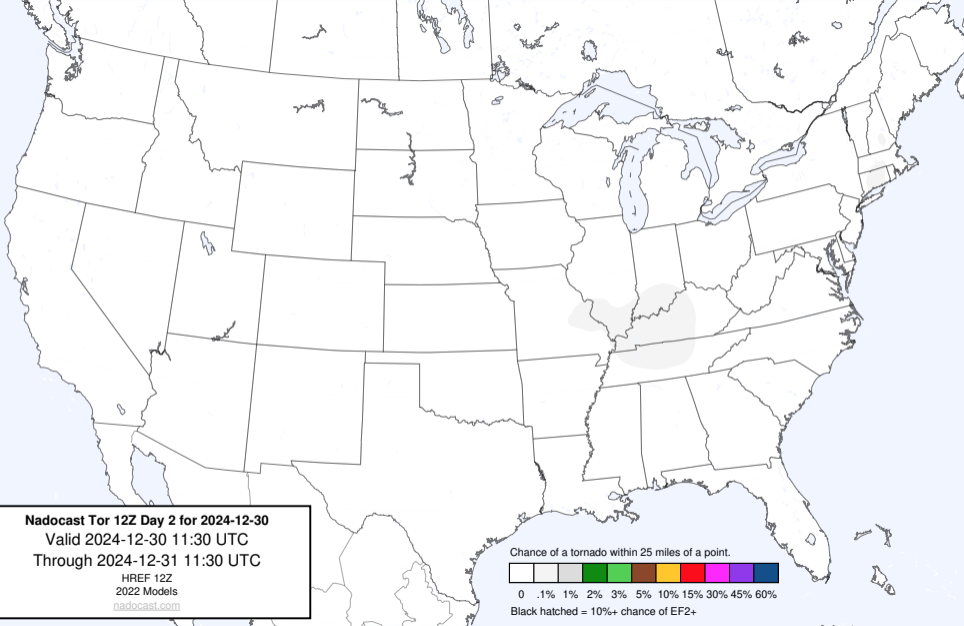 Nadocast Tor 12Z Day 2 for 2024-12-30
Valid 2024-12-30 11:30 UTC
Through 2024-12-31 11:30 UTC
HREF 12Z
2022 Models
nadocast.com
Chance of a tornado within 25 miles of a point.
0 .1% 1% 2% 3% 5% 10% 15% 30% 45% 60%
Black hatched = 10%+ chance of EF2+